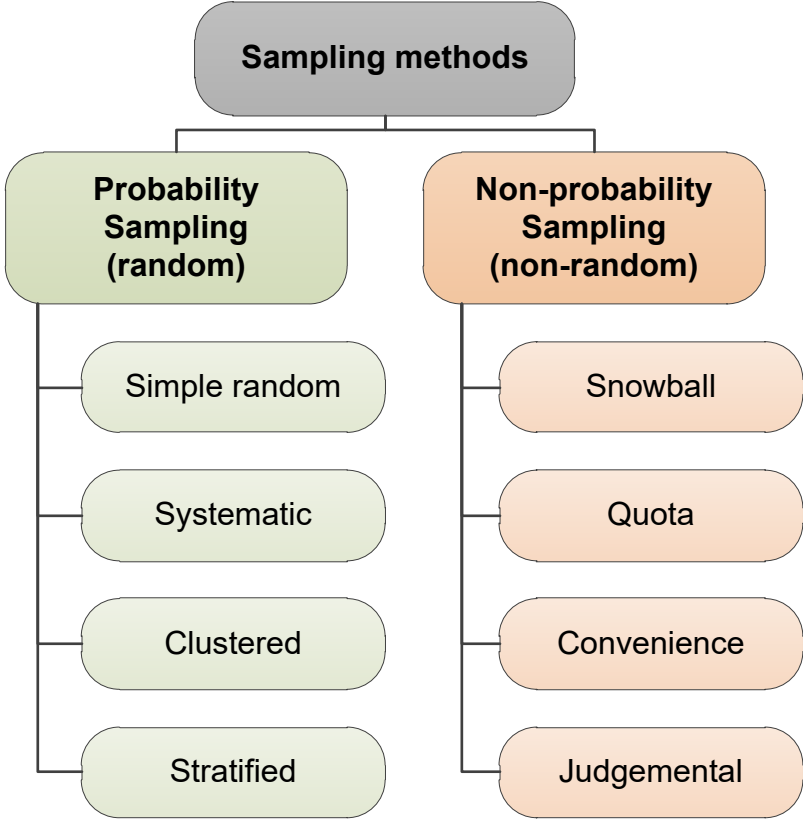 Sampling methods
Probability
Sampling
(random)
Simple random
Systematic
Clustered
Stratified
Non-probability
Sampling
(non-random)
Snowball
Quota
Convenience
Judgemental